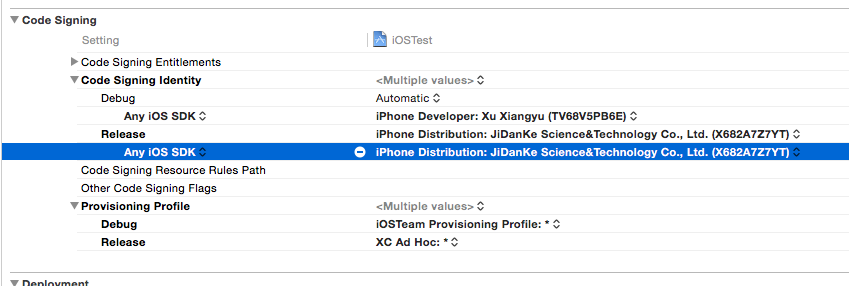 Code Signing
Setting iOSTest
Code Signing Entitlements
Code Signing Identity <Multiple values>
Debug Automatic
Any iOS SDK iPhone Developer: Xu Xiangyu (TV68V5PB6E)
Release iPhone Distribution: JiDanKe Science&Technology Co., Ltd. (X682A7Z7YT)
Any iOS SDK iPhone Distribution: JiDanKe Science&Technology Co., Ltd. (X682A7Z7YT)
Code Signing Resource Rules Path
Other Code Signing Flags
Provisioning Profile <Multiple values>
Debug iOSTeam Provisioning Profile: *
Release XC Ad Hoc: *
Deployment